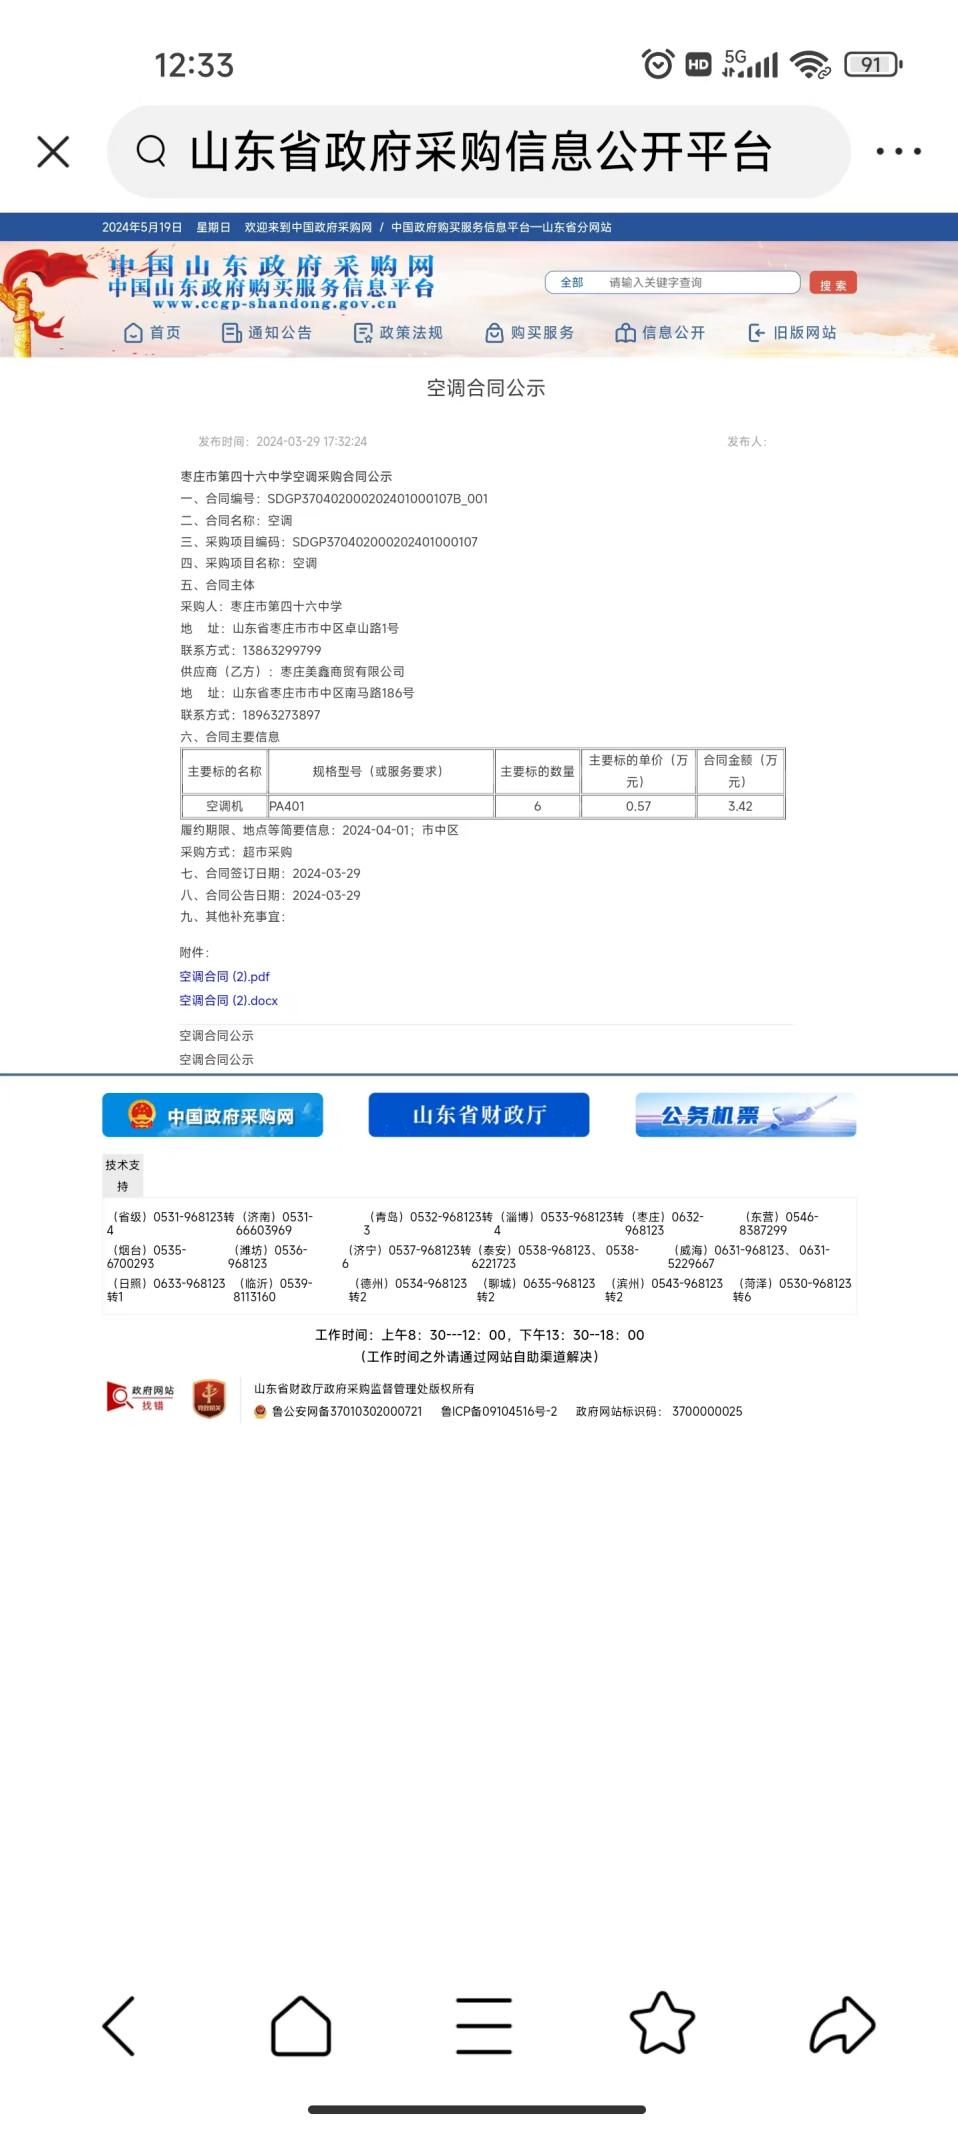 12:33
HD 5G 91
山东省政府采购信息公开平台
2024年5月19日 星期日 欢迎来到中国政府采购网 / 中国政府购买服务信息平台—山东省分网站
中国山东政府采购网
中国山东政府购买服务信息平台
www.ccgp-shandong.gov.cn
全部 请输入关键字查询 搜索
首页 通知公告 政策法规 购买服务 信息公开 旧版网站
空调合同公示
发布时间：2024-03-29 17:32:24 发布人：
枣庄市第四十六中学空调采购合同公示
一、合同编号：SDGP370402000202401000107B_001
二、合同名称：空调
三、采购项目编码：SDGP370402000202401000107
四、采购项目名称：空调
五、合同主体
采购人：枣庄市第四十六中学
地 址：山东省枣庄市市中区卓山路1号
联系方式：13863299799
供应商（乙方）：枣庄美鑫商贸有限公司
地 址：山东省枣庄市市中区南马路186号
联系方式：18963273897
六、合同主要信息
主要标的名称 规格型号（或服务要求） 主要标的数量 主要标的单价（万元） 合同金额（万元）
空调机 PA401 6 0.57 3.42
履约期限、地点等简要信息：2024-04-01；市中区
采购方式：超市采购
七、合同签订日期：2024-03-29
八、合同公告日期：2024-03-29
九、其他补充事宜：
附件：
空调合同 (2).pdf
空调合同 (2).docx
空调合同公示
空调合同公示
中国政府采购网 山东省财政厅 公务机票
技术支持
（省级）0531-968123转4 （济南）0531-66603969 （青岛）0532-968123转3 （淄博）0533-968123转4 （枣庄）0632-968123 （东营）0546-8387299
（烟台）0535-6700293 （潍坊）0536-968123 （济宁）0537-968123转6 （泰安）0538-968123、0538-6221723 （威海）0631-968123、0631-5229667
（日照）0633-968123转1 （临沂）0539-8113160 （德州）0534-968123转2 （聊城）0635-968123转2 （滨州）0543-968123转2 （菏泽）0530-968123转6
工作时间：上午8：30---12：00，下午13：30--18：00
（工作时间之外请通过网站自助渠道解决）
政府网站找错 党政机关
山东省财政厅政府采购监督管理处版权所有
鲁公安网备37010302000721 鲁ICP备09104516号-2 政府网站标识码： 3700000025